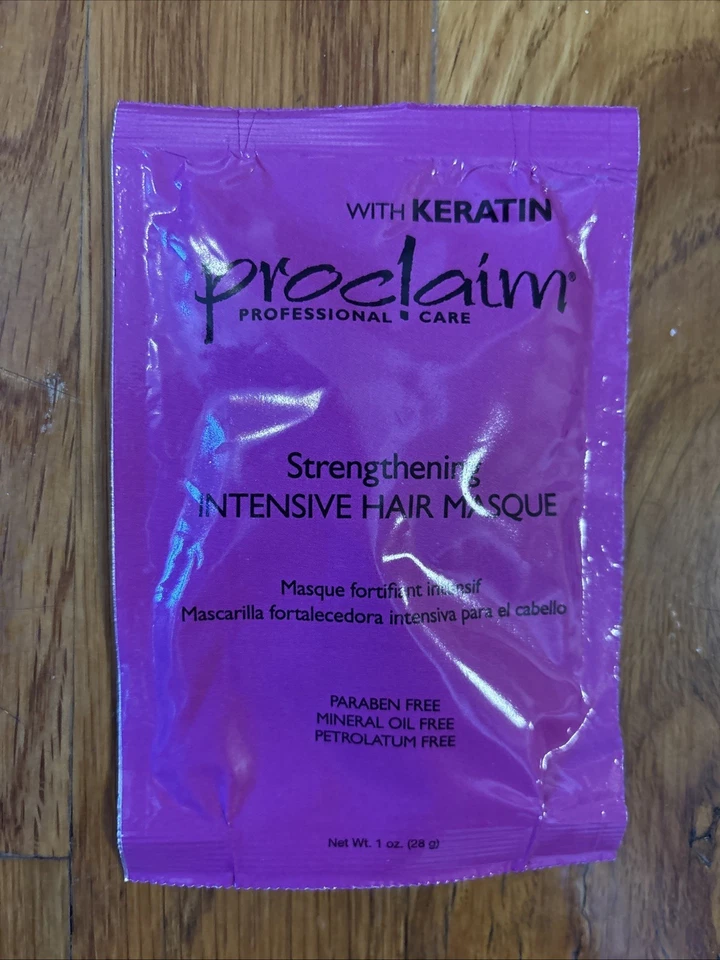 WITH KERATIN
proclaim®
PROFESSIONAL CARE
Strengthening
INTENSIVE HAIR MASQUE
Masque fortifiant intensif
Mascarilla fortalecedora intensiva para el cabello
PARABEN FREE
MINERAL OIL FREE
PETROLATUM FREE
Net Wt. 1 oz. (28 g)